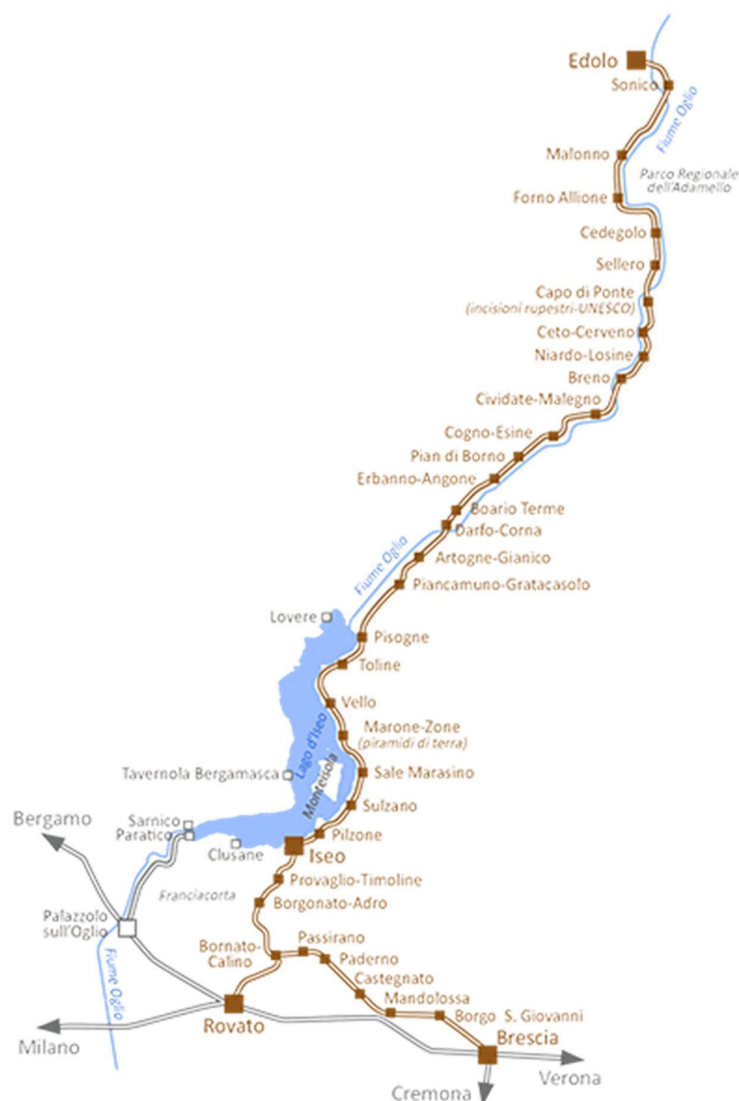 Edolo
Sonico
Fiume Oglio
Malonno
Parco Regionale
dell'Adamello
Forno Allione
Cedegolo
Sellero
Capo di Ponte
(incisioni rupestri-UNESCO)
Ceto-Cerveno
Niardo-Losine
Breno
Cividate-Malegno
Cogno-Esine
Pian di Borno
Erbanno-Angone
Boario Terme
Darfo-Corna
Fiume Oglio
Artogne-Gianico
Piancamuno-Gratacasolo
Lovere
Pisogne
Toline
Vello
Lago d'Iseo
Marone-Zone
(piramidi di terra)
Tavernola Bergamasca
Monteisola
Sale Marasino
Sulzano
Sarnico
Paratico
Bergamo
Pilzone
Clusane
Iseo
Provaglio-Timoline
Franciacorta
Borgonato-Adro
Palazzolo
sull'Oglio
Fiume Oglio
Bornato-
Calino
Passirano
Paderno
Castegnato
Mandolossa
Borgo S. Giovanni
Rovato
Brescia
Milano
Verona
Cremona